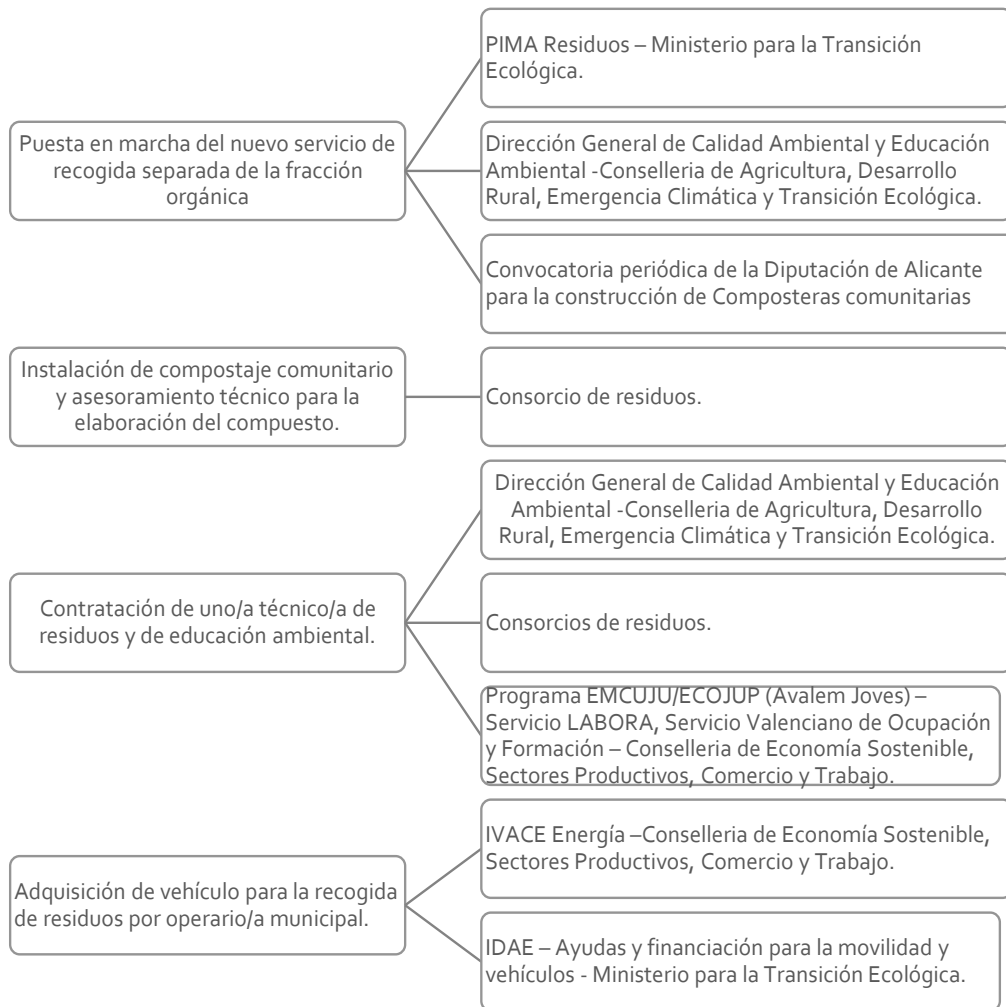 PIMA Residuos – Ministerio para la Transición
Ecológica.
Puesta en marcha del nuevo servicio de
recogida separada de la fracción
orgánica
Dirección General de Calidad Ambiental y Educación
Ambiental -Conselleria de Agricultura, Desarrollo
Rural, Emergencia Climática y Transición Ecológica.
Convocatoria periódica de la Diputación de Alicante
para la construcción de Composteras comunitarias
Instalación de compostaje comunitario
y asesoramiento técnico para la
elaboración del compuesto.
Consorcio de residuos.
Dirección General de Calidad Ambiental y Educación
Ambiental -Conselleria de Agricultura, Desarrollo
Rural, Emergencia Climática y Transición Ecológica.
Contratación de uno/a técnico/a de
residuos y de educación ambiental.
Consorcios de residuos.
Programa EMCUJU/ECOJUP (Avalem Joves) –
Servicio LABORA, Servicio Valenciano de Ocupación
y Formación – Conselleria de Economía Sostenible,
Sectores Productivos, Comercio y Trabajo.
IVACE Energía –Conselleria de Economía Sostenible,
Sectores Productivos, Comercio y Trabajo.
Adquisición de vehículo para la recogida
de residuos por operario/a municipal.
IDAE – Ayudas y financiación para la movilidad y
vehículos - Ministerio para la Transición Ecológica.